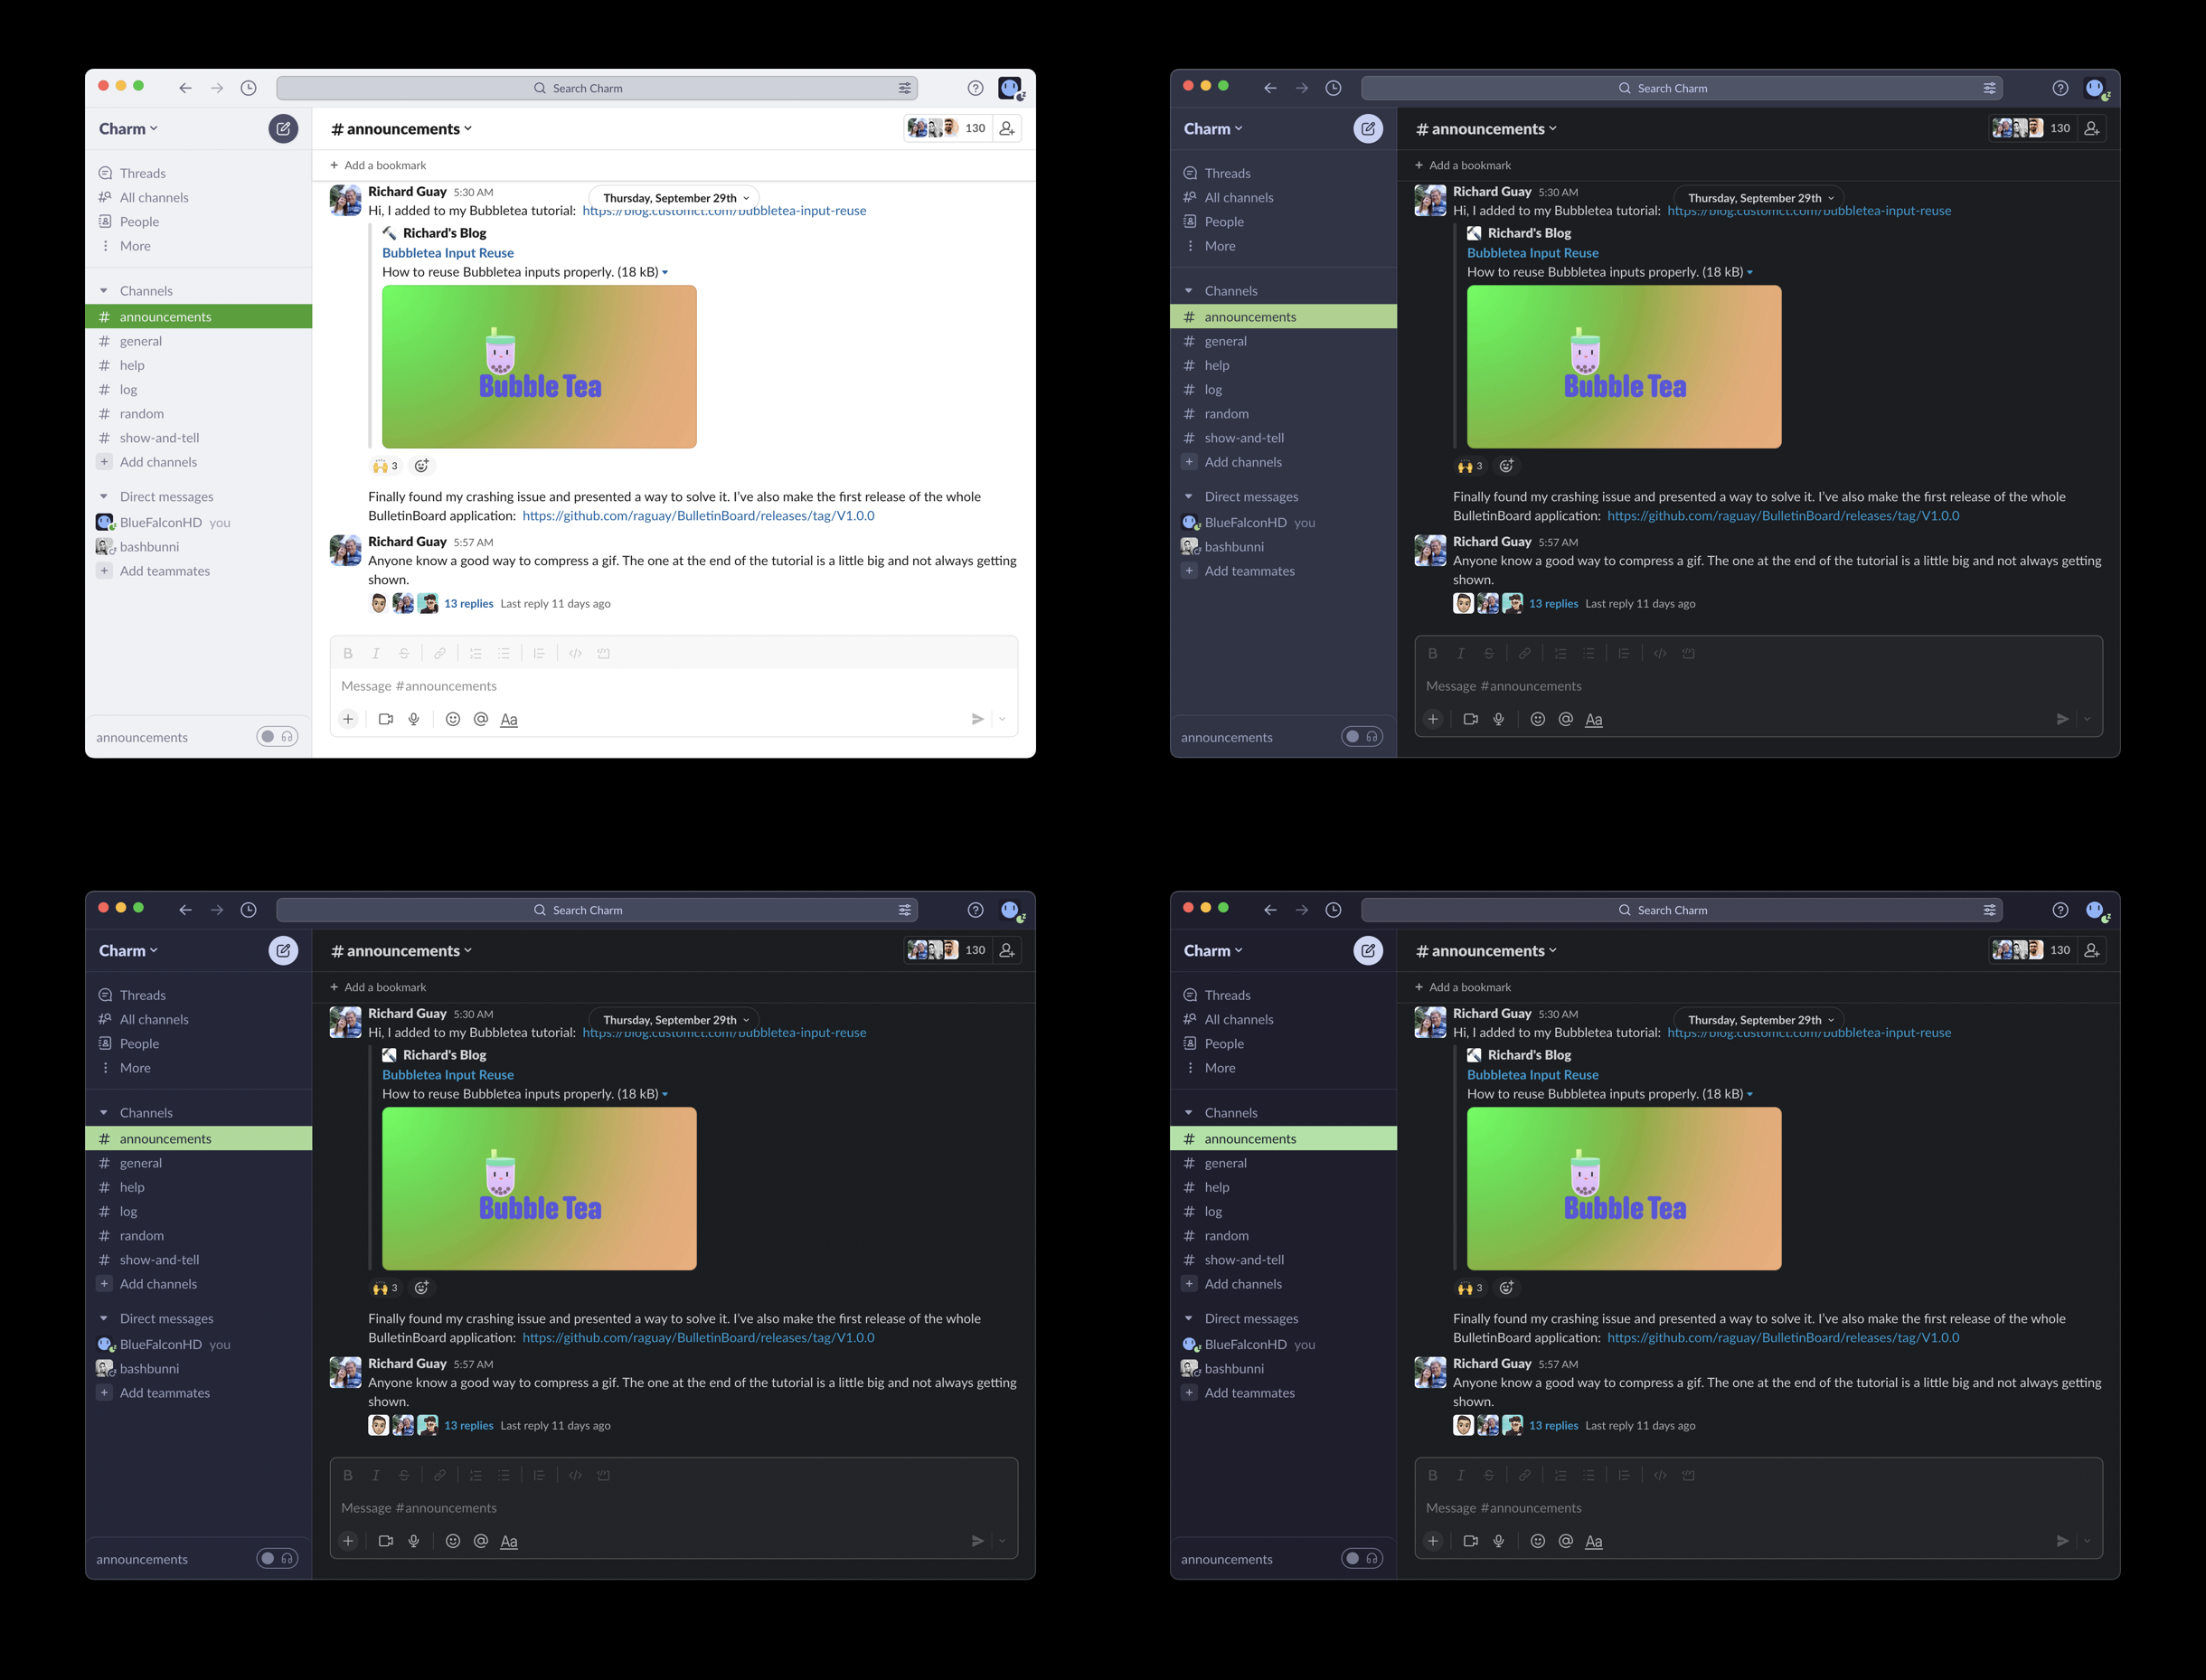 Search Charm
Charm
# announcements
130
+ Add a bookmark
Threads
All channels
People
More
Channels
# announcements
# general
# help
# log
# random
# show-and-tell
+ Add channels
Direct messages
BlueFalconHD you
bashbunni
+ Add teammates
announcements
Richard Guay 5:30 AM
Thursday, September 29th
Hi, I added to my Bubbletea tutorial: https://blog.customct.com/bubbletea-input-reuse
Richard's Blog
Bubbletea Input Reuse
How to reuse Bubbletea inputs properly. (18 kB)
Bubble Tea
3
Finally found my crashing issue and presented a way to solve it. I've also make the first release of the whole
BulletinBoard application: https://github.com/raguay/BulletinBoard/releases/tag/V1.0.0
Richard Guay 5:57 AM
Anyone know a good way to compress a gif. The one at the end of the tutorial is a little big and not always getting
shown.
13 replies Last reply 11 days ago
B I S
Message #announcements
+ @ Aa
Search Charm
Charm
# announcements
130
+ Add a bookmark
Threads
All channels
People
More
Channels
# announcements
# general
# help
# log
# random
# show-and-tell
+ Add channels
Direct messages
BlueFalconHD you
bashbunni
+ Add teammates
announcements
Richard Guay 5:30 AM
Thursday, September 29th
Hi, I added to my Bubbletea tutorial: https://blog.customct.com/bubbletea-input-reuse
Richard's Blog
Bubbletea Input Reuse
How to reuse Bubbletea inputs properly. (18 kB)
Bubble Tea
3
Finally found my crashing issue and presented a way to solve it. I've also make the first release of the whole
BulletinBoard application: https://github.com/raguay/BulletinBoard/releases/tag/V1.0.0
Richard Guay 5:57 AM
Anyone know a good way to compress a gif. The one at the end of the tutorial is a little big and not always getting
shown.
13 replies Last reply 11 days ago
B I S
Message #announcements
+ @ Aa
Search Charm
Charm
# announcements
130
+ Add a bookmark
Threads
All channels
People
More
Channels
# announcements
# general
# help
# log
# random
# show-and-tell
+ Add channels
Direct messages
BlueFalconHD you
bashbunni
+ Add teammates
announcements
Richard Guay 5:30 AM
Thursday, September 29th
Hi, I added to my Bubbletea tutorial: https://blog.customct.com/bubbletea-input-reuse
Richard's Blog
Bubbletea Input Reuse
How to reuse Bubbletea inputs properly. (18 kB)
Bubble Tea
3
Finally found my crashing issue and presented a way to solve it. I've also make the first release of the whole
BulletinBoard application: https://github.com/raguay/BulletinBoard/releases/tag/V1.0.0
Richard Guay 5:57 AM
Anyone know a good way to compress a gif. The one at the end of the tutorial is a little big and not always getting
shown.
13 replies Last reply 11 days ago
B I S
Message #announcements
+ @ Aa
Search Charm
Charm
# announcements
130
+ Add a bookmark
Threads
All channels
People
More
Channels
# announcements
# general
# help
# log
# random
# show-and-tell
+ Add channels
Direct messages
BlueFalconHD you
bashbunni
+ Add teammates
announcements
Richard Guay 5:30 AM
Thursday, September 29th
Hi, I added to my Bubbletea tutorial: https://blog.customct.com/bubbletea-input-reuse
Richard's Blog
Bubbletea Input Reuse
How to reuse Bubbletea inputs properly. (18 kB)
Bubble Tea
3
Finally found my crashing issue and presented a way to solve it. I've also make the first release of the whole
BulletinBoard application: https://github.com/raguay/BulletinBoard/releases/tag/V1.0.0
Richard Guay 5:57 AM
Anyone know a good way to compress a gif. The one at the end of the tutorial is a little big and not always getting
shown.
13 replies Last reply 11 days ago
B I S
Message #announcements
+ @ Aa